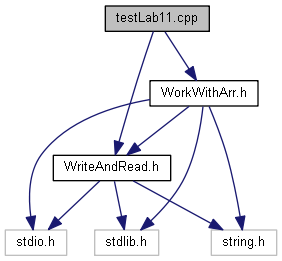 testLab11.cpp
WorkWithArr.h
WriteAndRead.h
stdio.h
stdlib.h
string.h